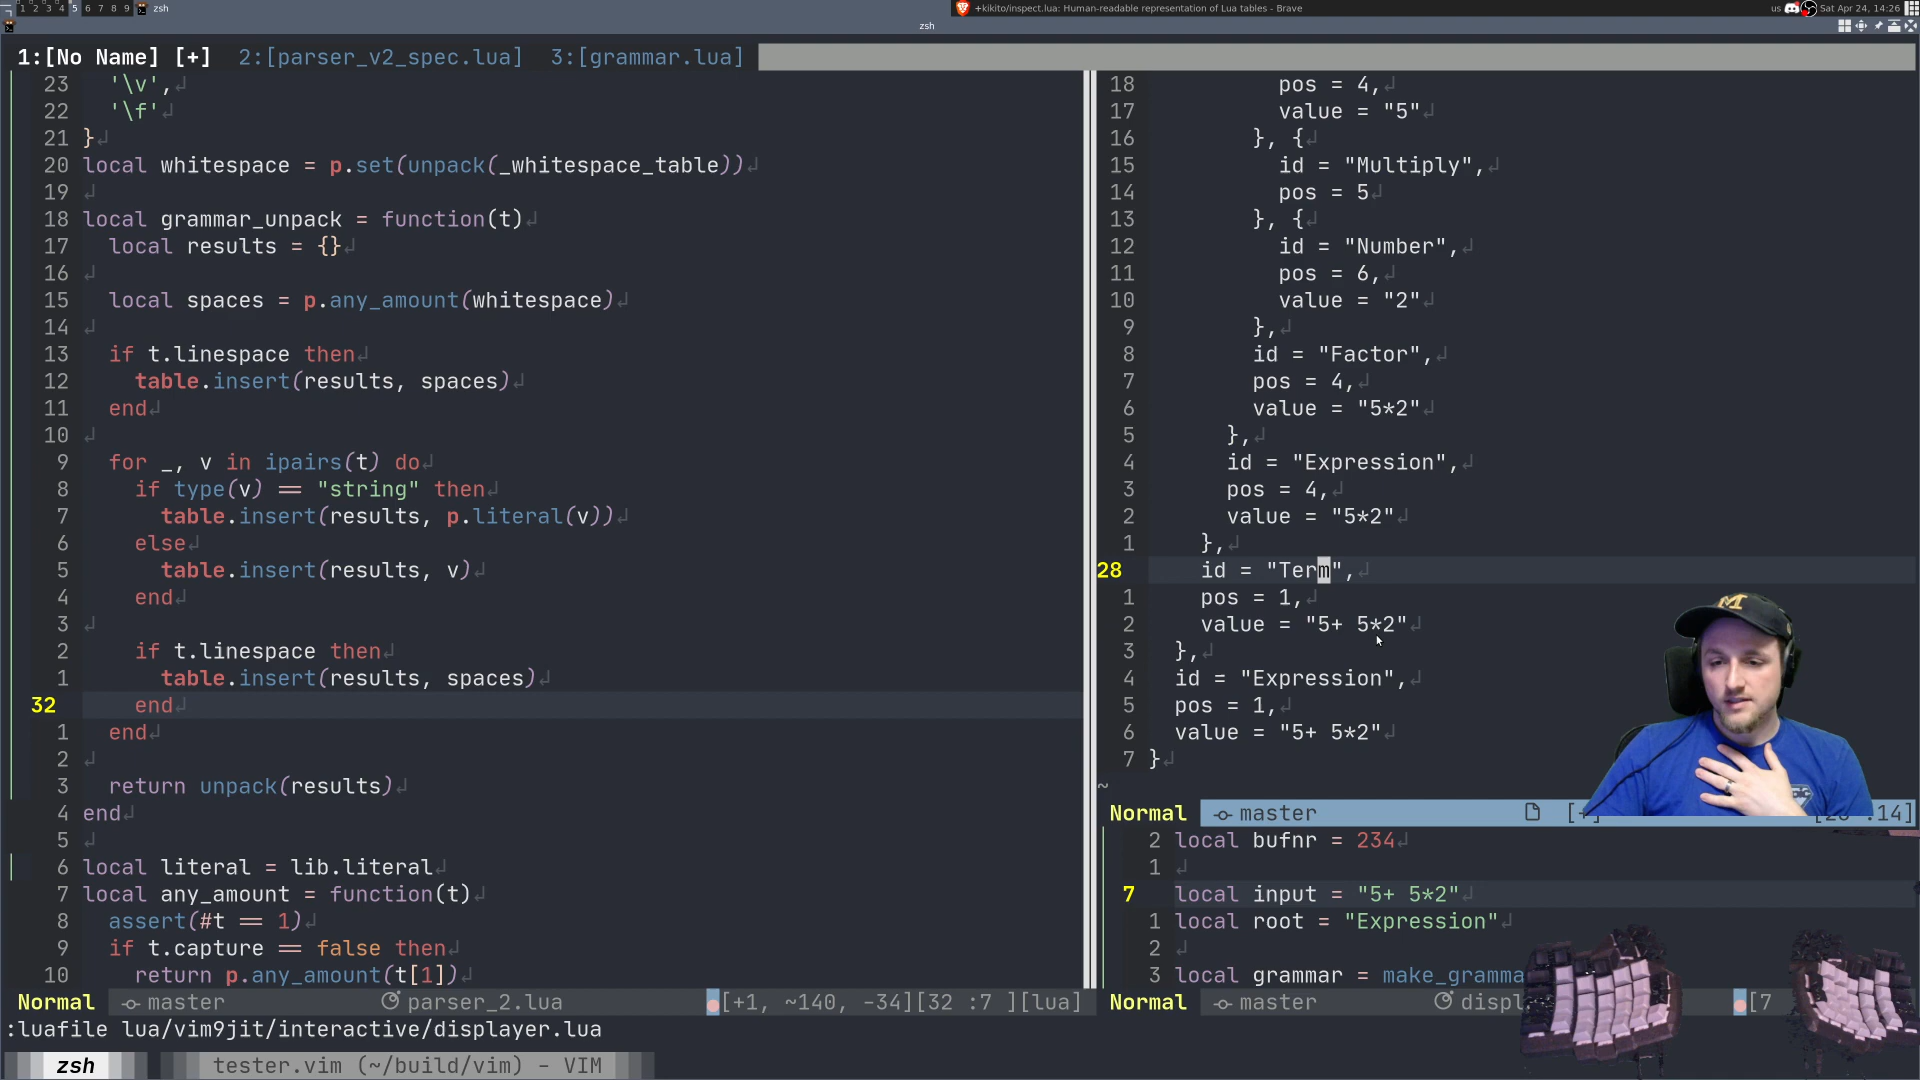 1 2 3 4 5 6 7 8 9 zsh
+kikito/inspect.lua: Human-readable representation of Lua tables - Brave
us Sat Apr 24, 14:26
zsh
1:[No Name] [+] 2:[parser_v2_spec.lua] 3:[grammar.lua]
23 '\v',
22 '\f'
21 }
20 local whitespace = p.set(unpack(_whitespace_table))
19
18 local grammar_unpack = function(t)
17 local results = {}
16
15 local spaces = p.any_amount(whitespace)
14
13 if t.linespace then
12 table.insert(results, spaces)
11 end
10
9 for _, v in ipairs(t) do
8 if type(v) == "string" then
7 table.insert(results, p.literal(v))
6 else
5 table.insert(results, v)
4 end
3
2 if t.linespace then
1 table.insert(results, spaces)
32 end
1 end
2
3 return unpack(results)
4 end
5
6 local literal = lib.literal
7 local any_amount = function(t)
8 assert(#t == 1)
9 if t.capture == false then
10 return p.any_amount(t[1])
Normal master parser_2.lua [+1, ~140, -34][32 :7 ][lua]
18 pos = 4,
17 value = "5"
16 }, {
15 id = "Multiply",
14 pos = 5
13 }, {
12 id = "Number",
11 pos = 6,
10 value = "2"
9 },
8 id = "Factor",
7 pos = 4,
6 value = "5*2"
5 },
4 id = "Expression",
3 pos = 4,
2 value = "5*2"
1 },
28 id = "Term",
1 pos = 1,
2 value = "5+ 5*2"
3 },
4 id = "Expression",
5 pos = 1,
6 value = "5+ 5*2"
7 }
~
Normal master [+] :14]
2 local bufnr = 234
1
7 local input = "5+ 5*2"
1 local root = "Expression"
2
3 local grammar = make_gramma
Normal master displ [7
:luafile lua/vim9jit/interactive/displayer.lua
zsh tester.vim (~/build/vim) - VIM
M